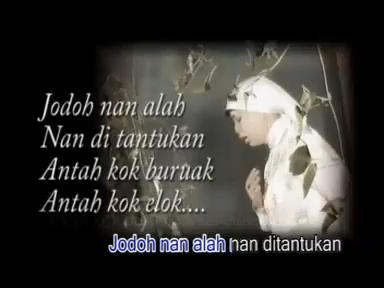 Jodoh nan alah
Nan di tantukan
Antah kok buruak
Antah kok elok....
Jodoh nan alah nan ditantukan